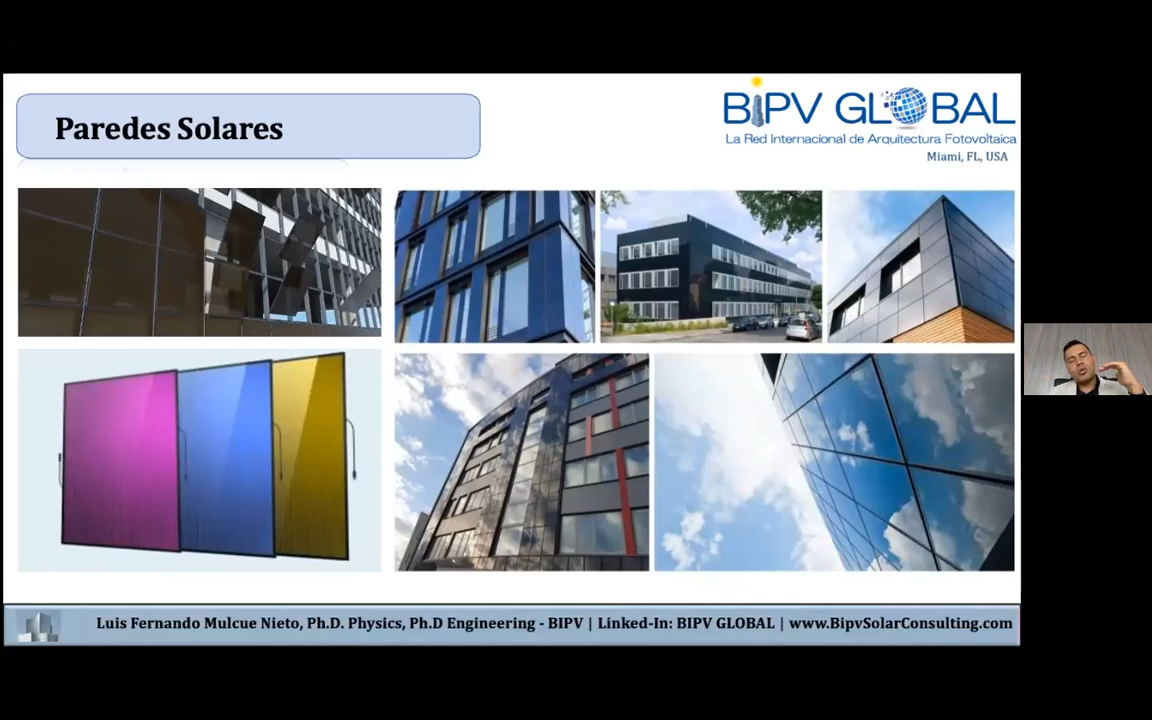 Paredes Solares
BIPV GLOBAL
La Red Internacional de Arquitectura Fotovoltaica
Miami, FL, USA
Luis Fernando Mulcue Nieto, Ph.D. Physics, Ph.D Engineering - BIPV | Linked-In: BIPV GLOBAL | www.BipvSolarConsulting.com